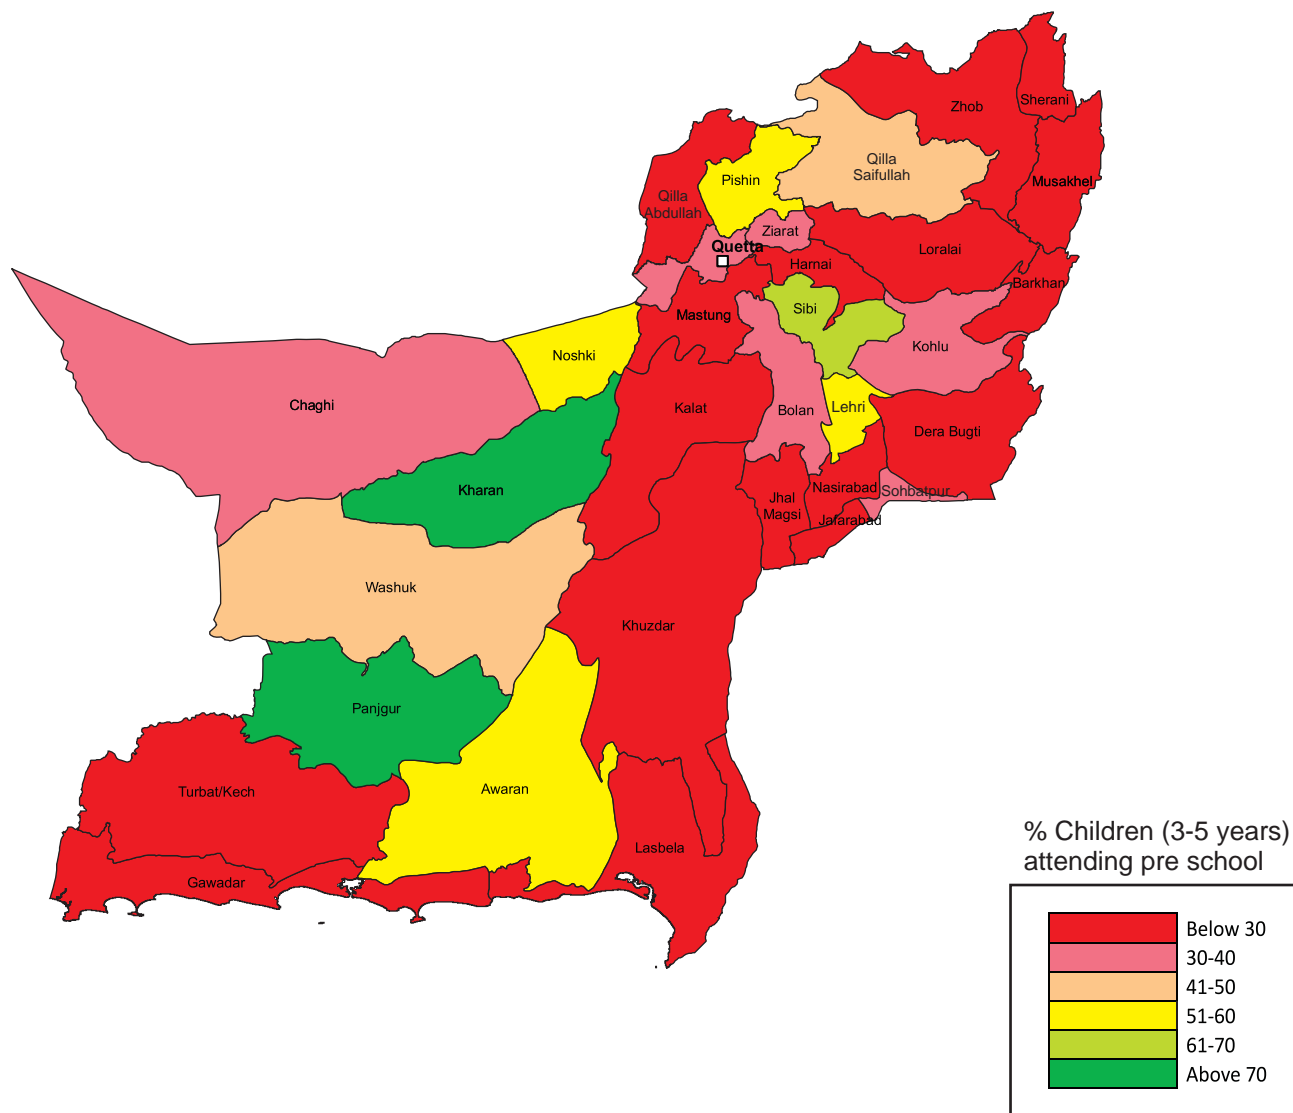 Zhob
Sherani
Qilla
Saifullah
Pishin
Musakhel
Qilla
Abdullah
Ziarat
Quetta
Loralai
Harnai
Barkhan
Sibi
Mastung
Kohlu
Noshki
Chaghi
Kalat
Bolan
Lehri
Dera Bugti
Kharan
Nasirabad
Sohbatpur
Jhal
Magsi
Jafarabad
Washuk
Khuzdar
Panjgur
Awaran
Turbat/Kech
Lasbela
Gawadar
% Children (3-5 years)
attending pre school
Below 30
30-40
41-50
51-60
61-70
Above 70